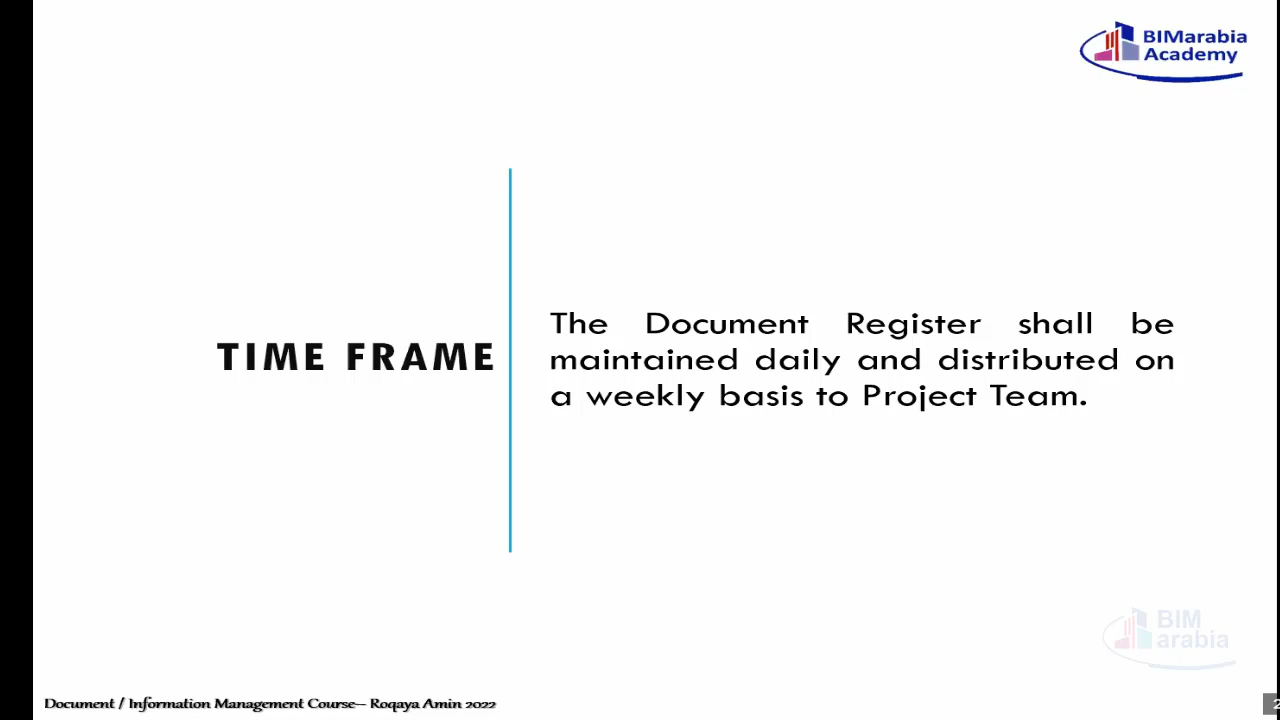 BIMarabia
Academy
TIME FRAME
The Document Register shall be
maintained daily and distributed on
a weekly basis to Project Team.
BIM
arabia
Document / Information Management Course-- Roqaya Amin 2022